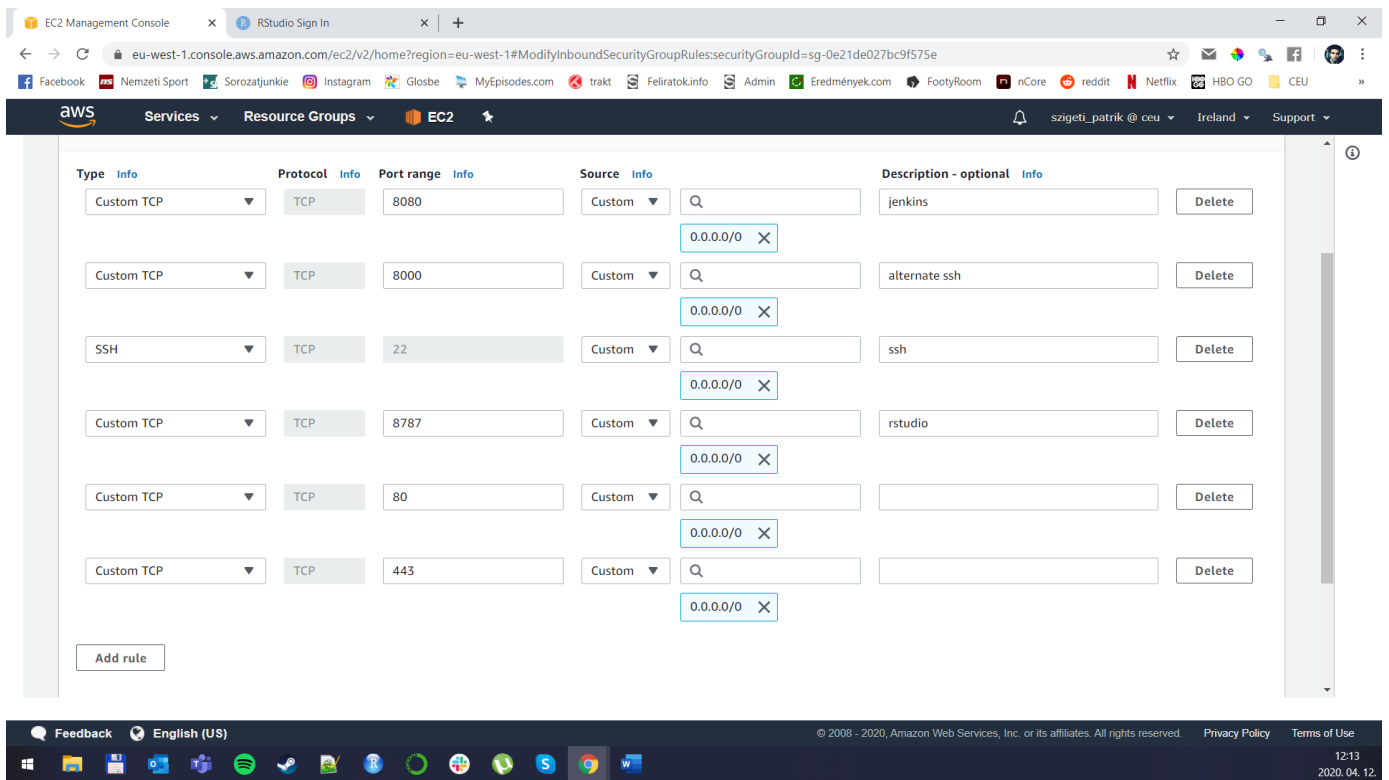 EC2 Management Console
RStudio Sign In
eu-west-1.console.aws.amazon.com/ec2/v2/home?region=eu-west-1#ModifyInboundSecurityGroupRules:securityGroupId=sg-0e21de027bc9f575e
Facebook Nemzeti Sport Sorozatjunkie Instagram Glosbe MyEpisodes.com trakt Feliratok.info Admin Eredmények.com FootyRoom nCore reddit Netflix HBO GO CEU »
aws Services Resource Groups EC2 szigeti_patrik @ ceu Ireland Support
Type Info Protocol Info Port range Info Source Info Description - optional Info
Custom TCP TCP 8080 Custom jenkins Delete
0.0.0.0/0
Custom TCP TCP 8000 Custom alternate ssh Delete
0.0.0.0/0
SSH TCP 22 Custom ssh Delete
0.0.0.0/0
Custom TCP TCP 8787 Custom rstudio Delete
0.0.0.0/0
Custom TCP TCP 80 Custom Delete
0.0.0.0/0
Custom TCP TCP 443 Custom Delete
0.0.0.0/0
Add rule
Feedback English (US) © 2008 - 2020, Amazon Web Services, Inc. or its affiliates. All rights reserved. Privacy Policy Terms of Use
12:13
2020. 04. 12.